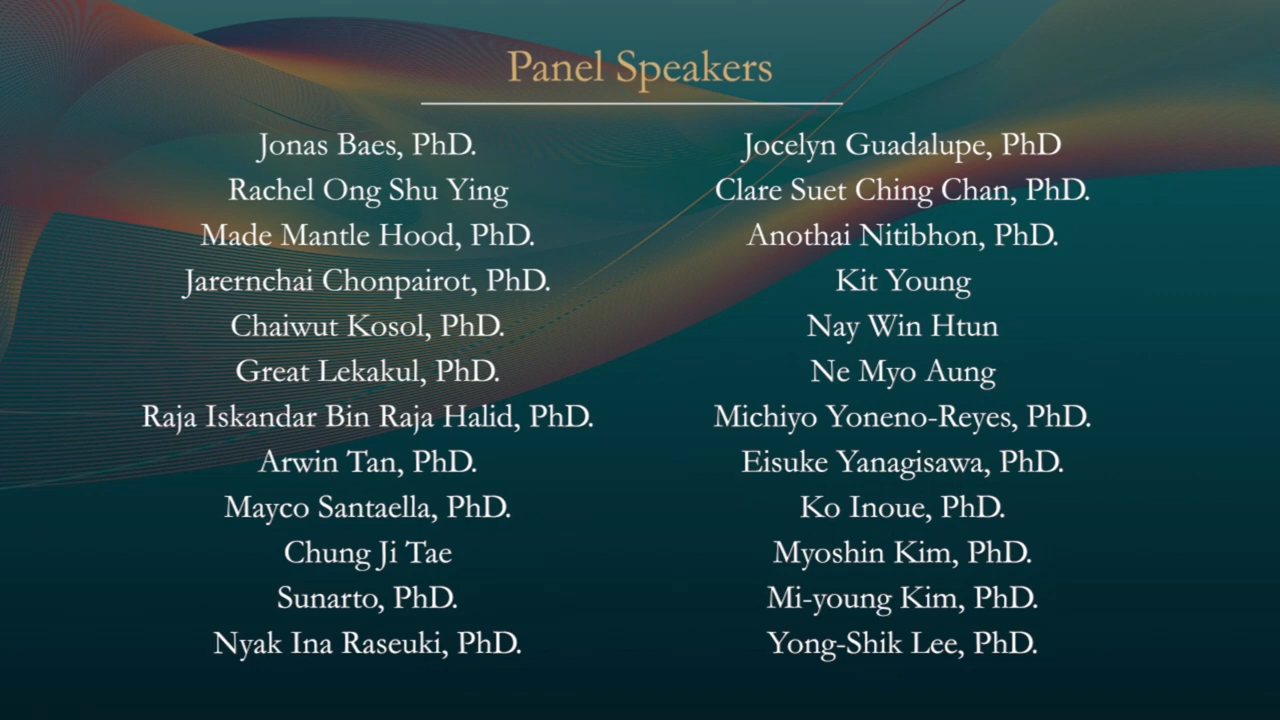 Panel Speakers
Jonas Baes, PhD.
Rachel Ong Shu Ying
Made Mantle Hood, PhD.
Jarernchai Chonpairot, PhD.
Chaiwut Kosol, PhD.
Great Lekakul, PhD.
Raja Iskandar Bin Raja Halid, PhD.
Arwin Tan, PhD.
Mayco Santaella, PhD.
Chung Ji Tae
Sunarto, PhD.
Nyak Ina Raseuki, PhD.
Jocelyn Guadalupe, PhD
Clare Suet Ching Chan, PhD.
Anothai Nitibhon, PhD.
Kit Young
Nay Win Htun
Ne Myo Aung
Michiyo Yoneno-Reyes, PhD.
Eisuke Yanagisawa, PhD.
Ko Inoue, PhD.
Myoshin Kim, PhD.
Mi-young Kim, PhD.
Yong-Shik Lee, PhD.